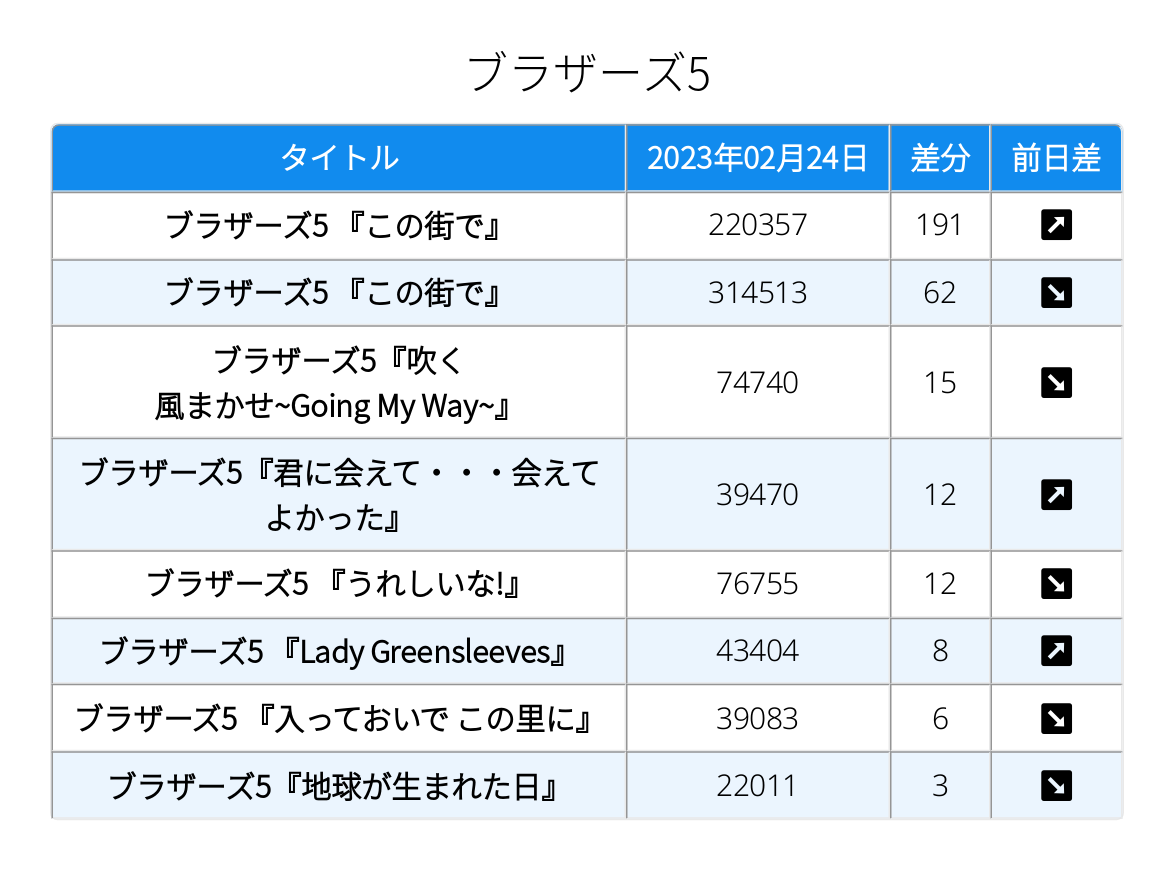 ブラザーズ5
タイトル 2023年02月24日 差分 前日差
ブラザーズ5 『この街で』 220357 191 ↗
ブラザーズ5 『この街で』 314513 62 ↘
ブラザーズ5『吹く
風まかせ~Going My Way~』 74740 15 ↘
ブラザーズ5『君に会えて・・・会えて
よかった』 39470 12 ↗
ブラザーズ5 『うれしいな!』 76755 12 ↘
ブラザーズ5 『Lady Greensleeves』 43404 8 ↗
ブラザーズ5 『入っておいで この里に』 39083 6 ↘
ブラザーズ5『地球が生まれた日』 22011 3 ↘